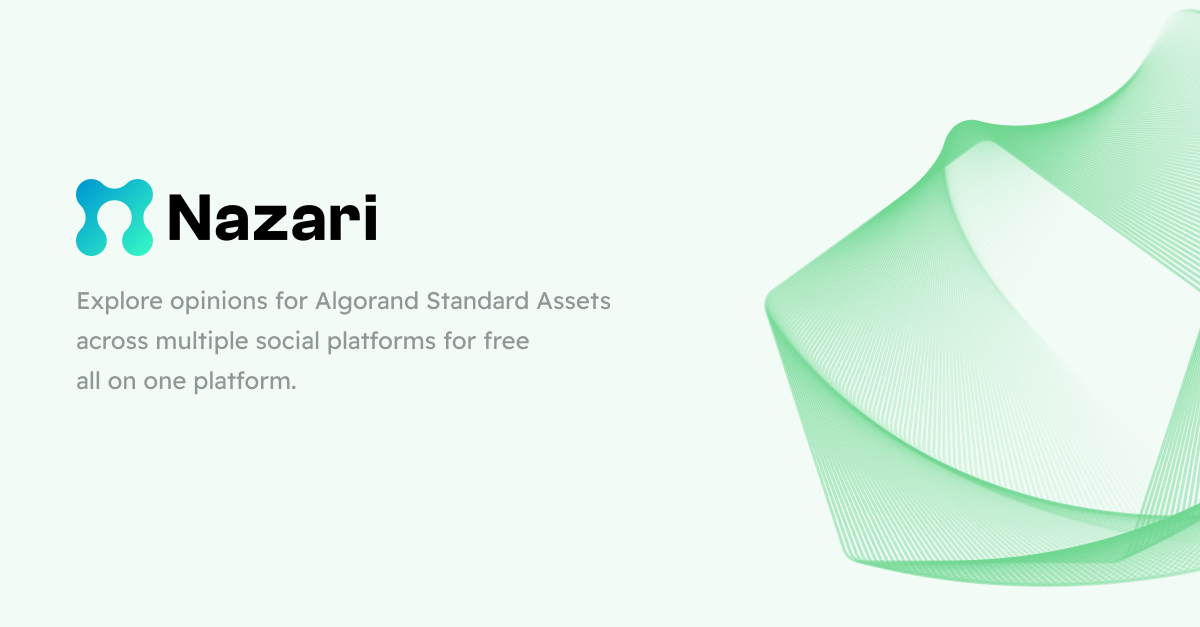 Nazari
Explore opinions for Algorand Standard Assets
across multiple social platforms for free
all on one platform.